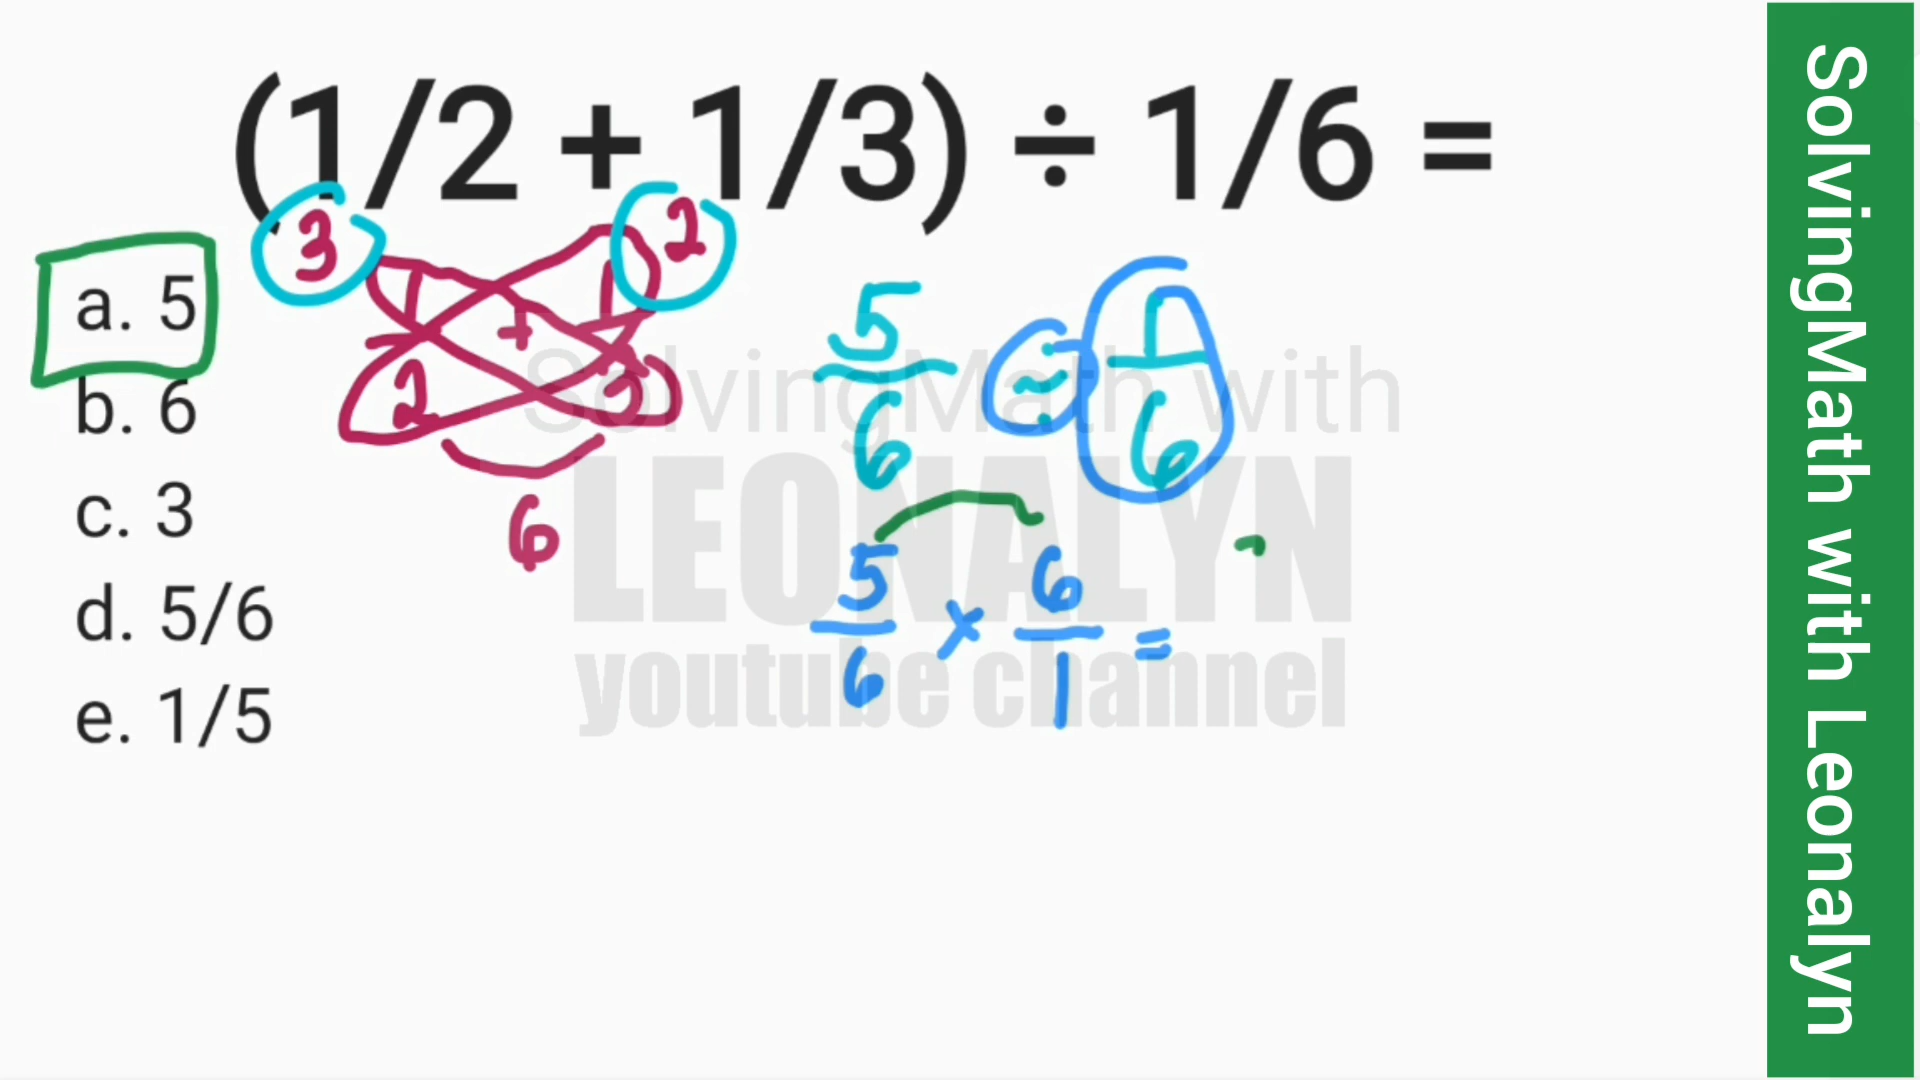 (1/2 + 1/3) ÷ 1/6 =
a. 5
b. 6
c. 3
d. 5/6
e. 1/5
3 2
1 + 1
2 3
6
5 ÷ 1
6 6
5 × 6 =
6 1
SolvingMath with
LEONALYN
youtube channel
SolvingMath with Leonalyn